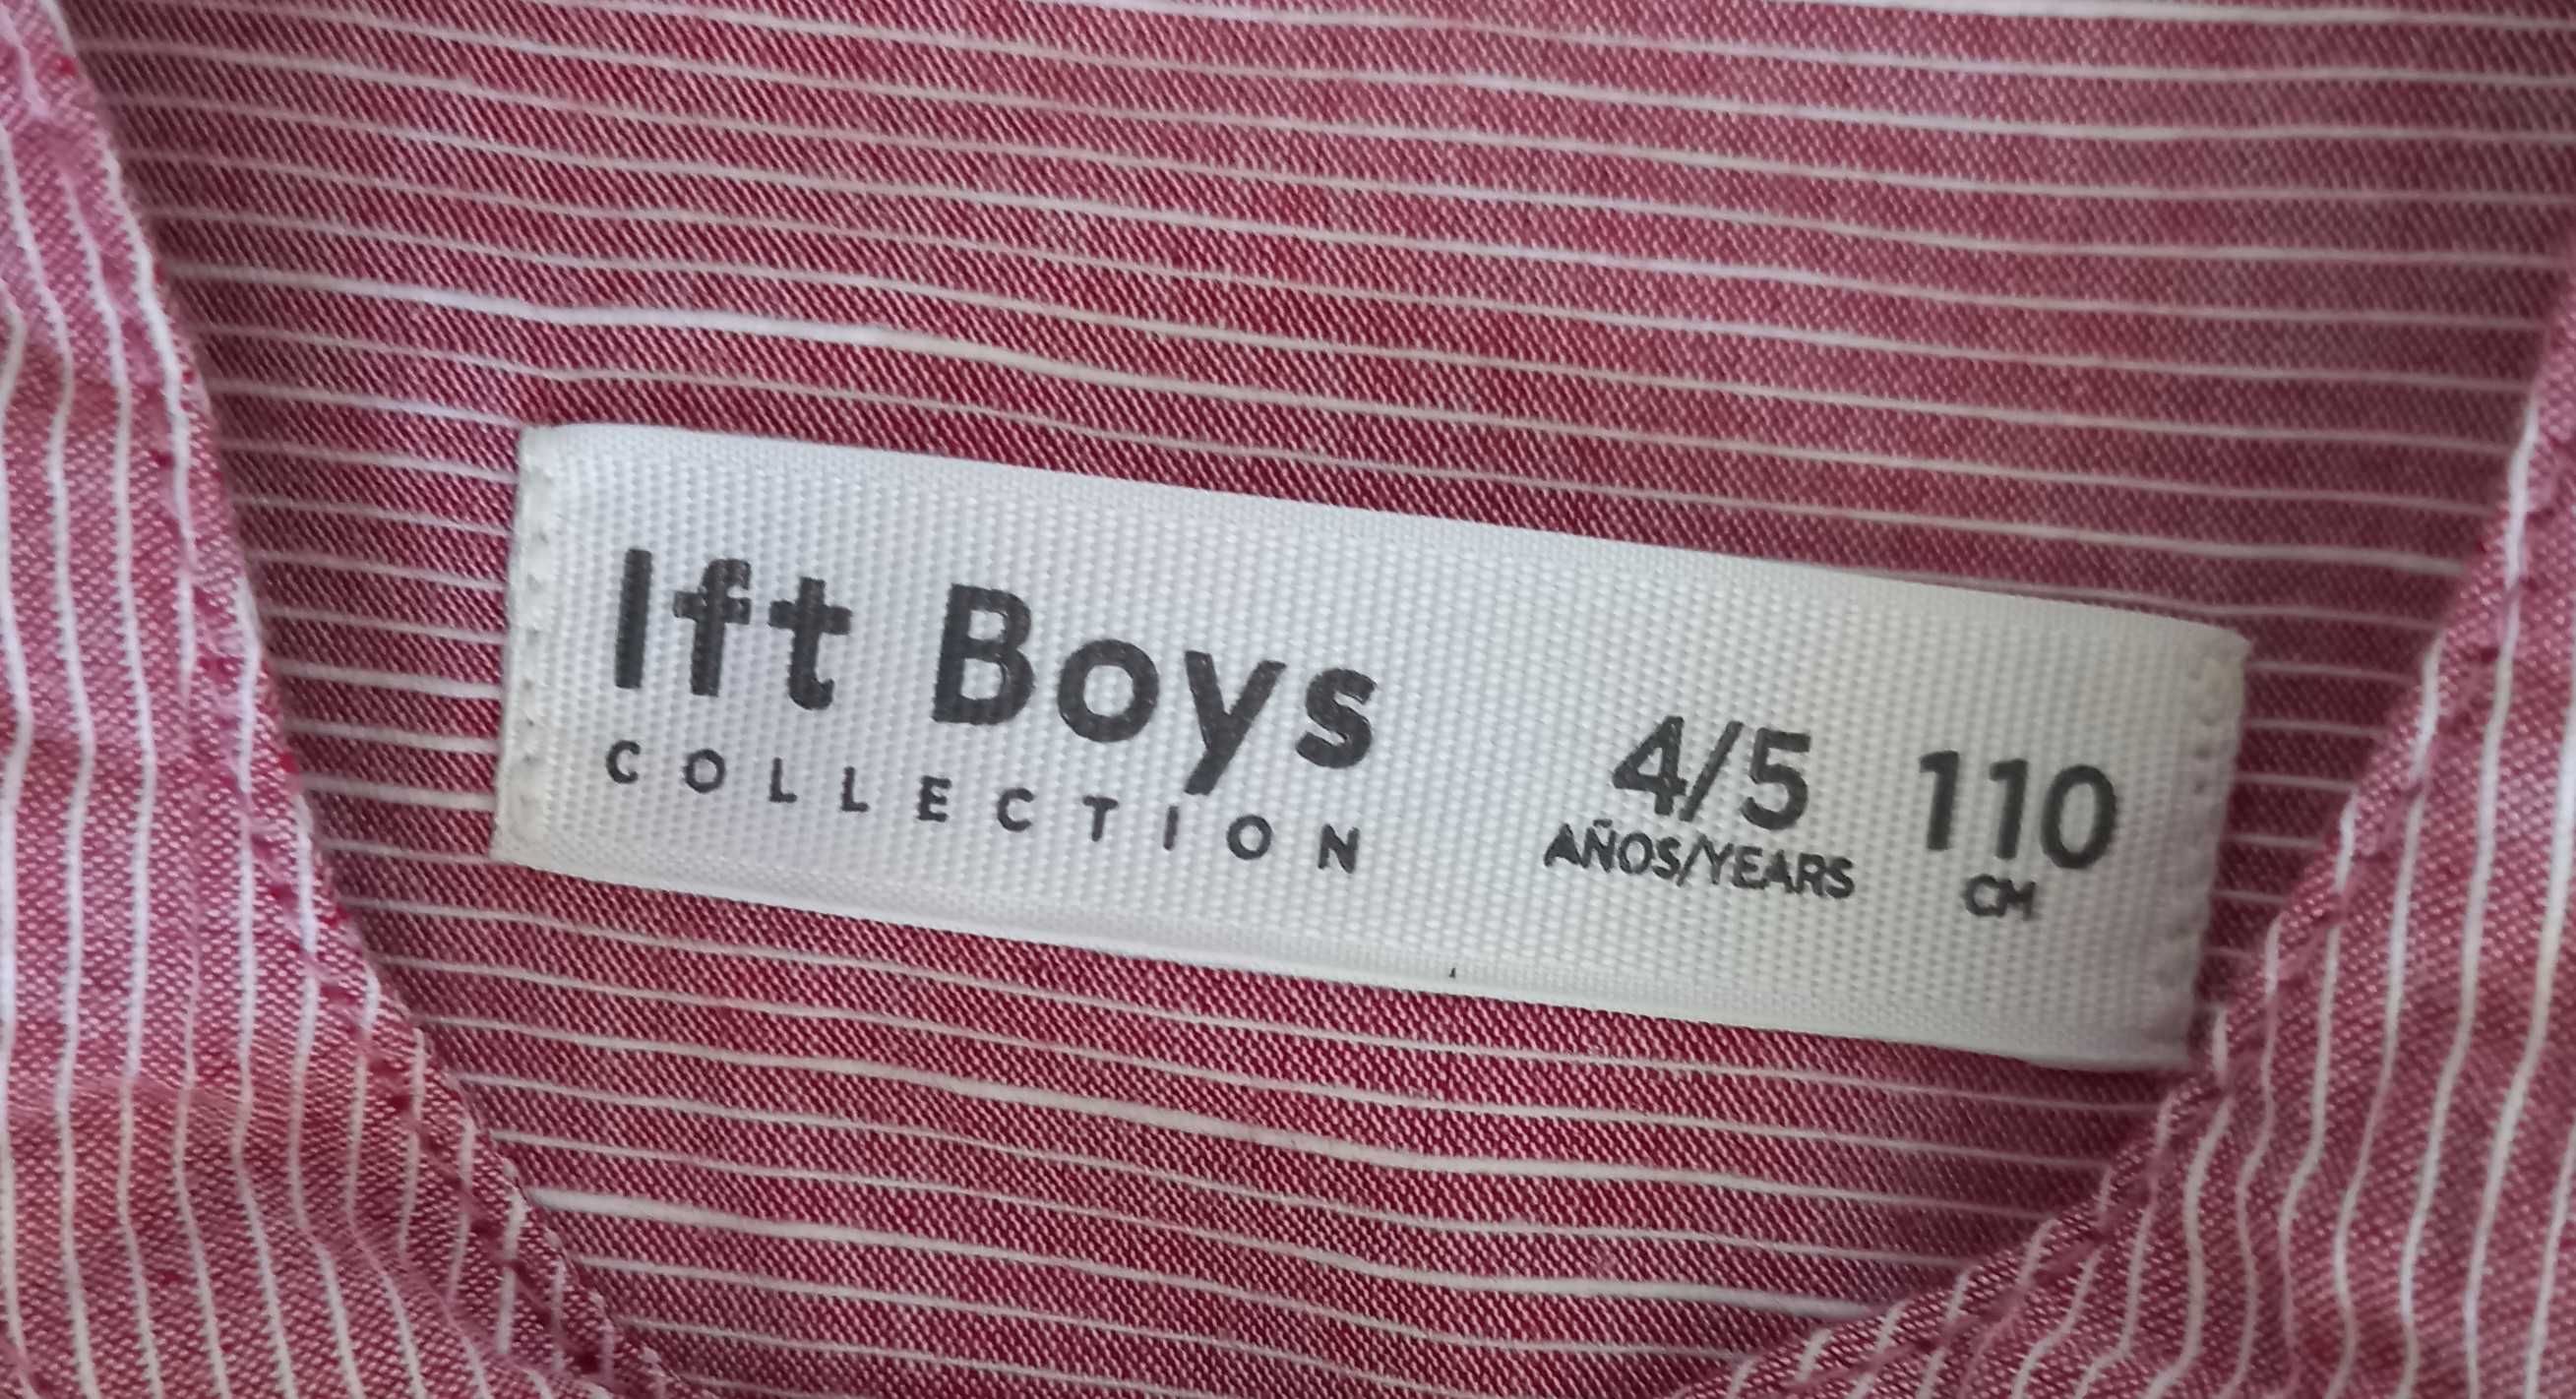 lft Boys
COLLECTION
4/5 110
AÑOS/YEARS CM